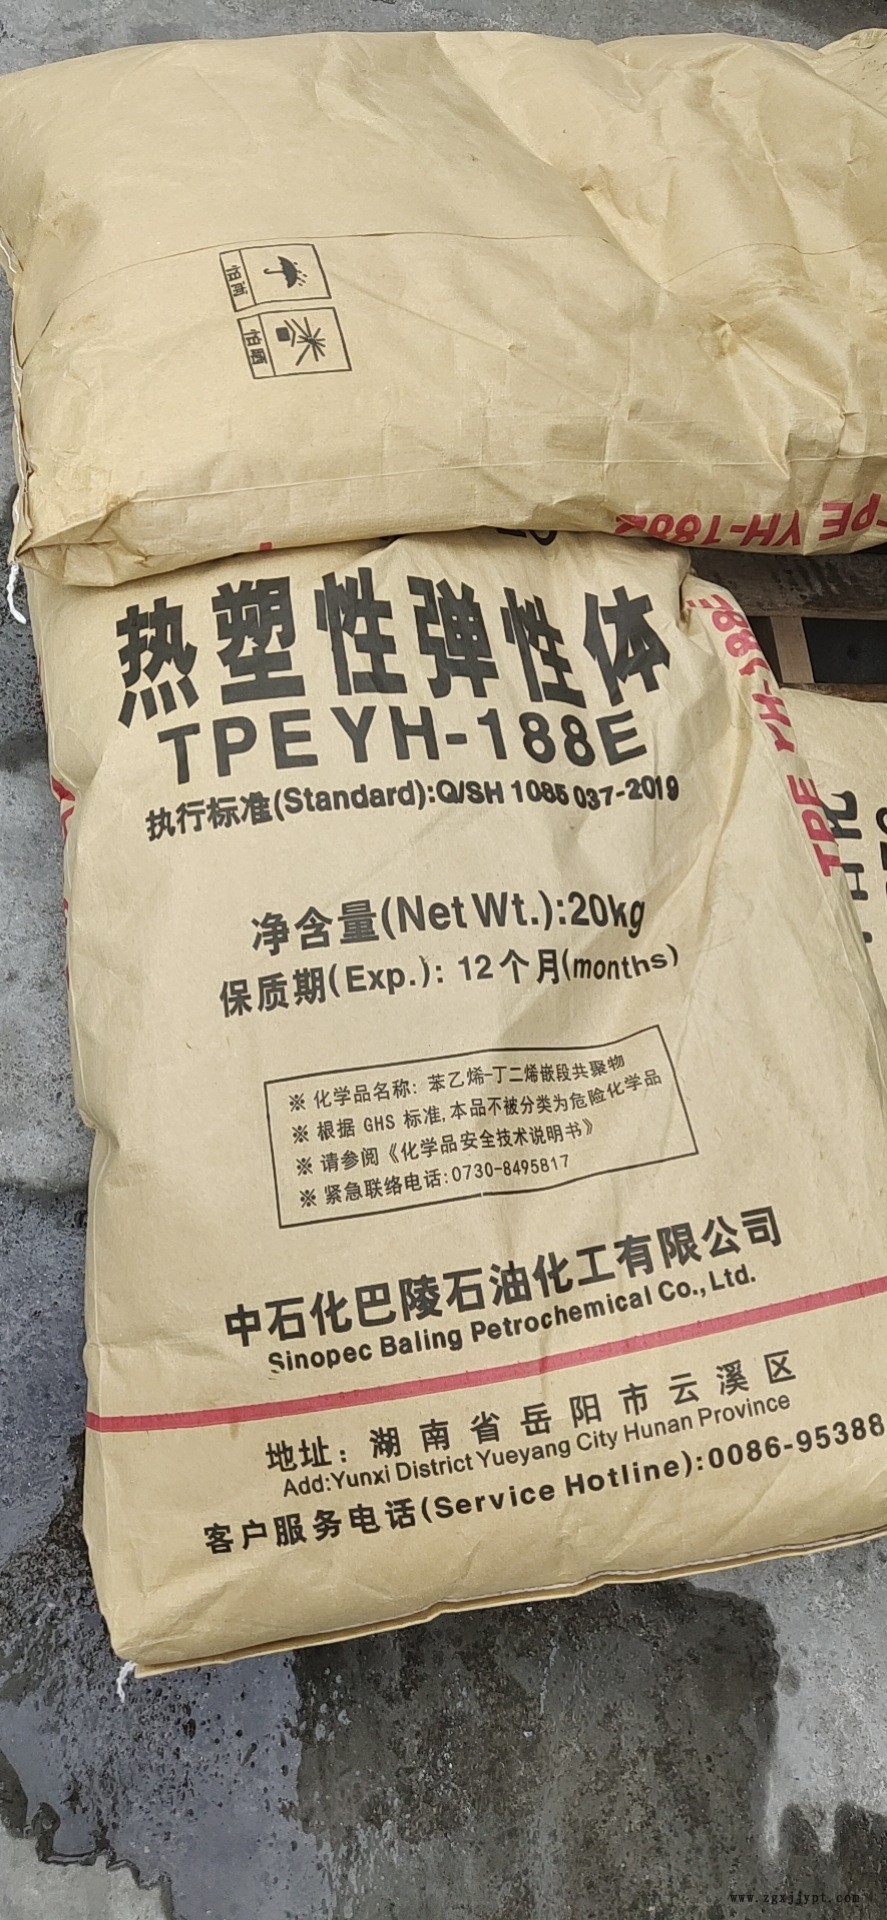 怕雨
怕晒
TPE YH-188E
热塑性弹性体
TPE YH-188E
执行标准(Standard):Q/SH 1085 037-2019
净含量(Net Wt.):20kg
保质期(Exp.): 12个月(months)
※ 化学品名称: 苯乙烯-丁二烯嵌段共聚物
※ 根据 GHS 标准,本品不被分类为危险化学品
※ 请参阅《化学品安全技术说明书》
※ 紧急联络电话:0730-8495817
中石化巴陵石油化工有限公司
Sinopec Baling Petrochemical Co., Ltd.
地址: 湖南省岳阳市云溪区
Add:Yunxi District Yueyang City Hunan Province
客户服务电话(Service Hotline):0086-95388
TPE YH-188E
www.zgxjjypt.com